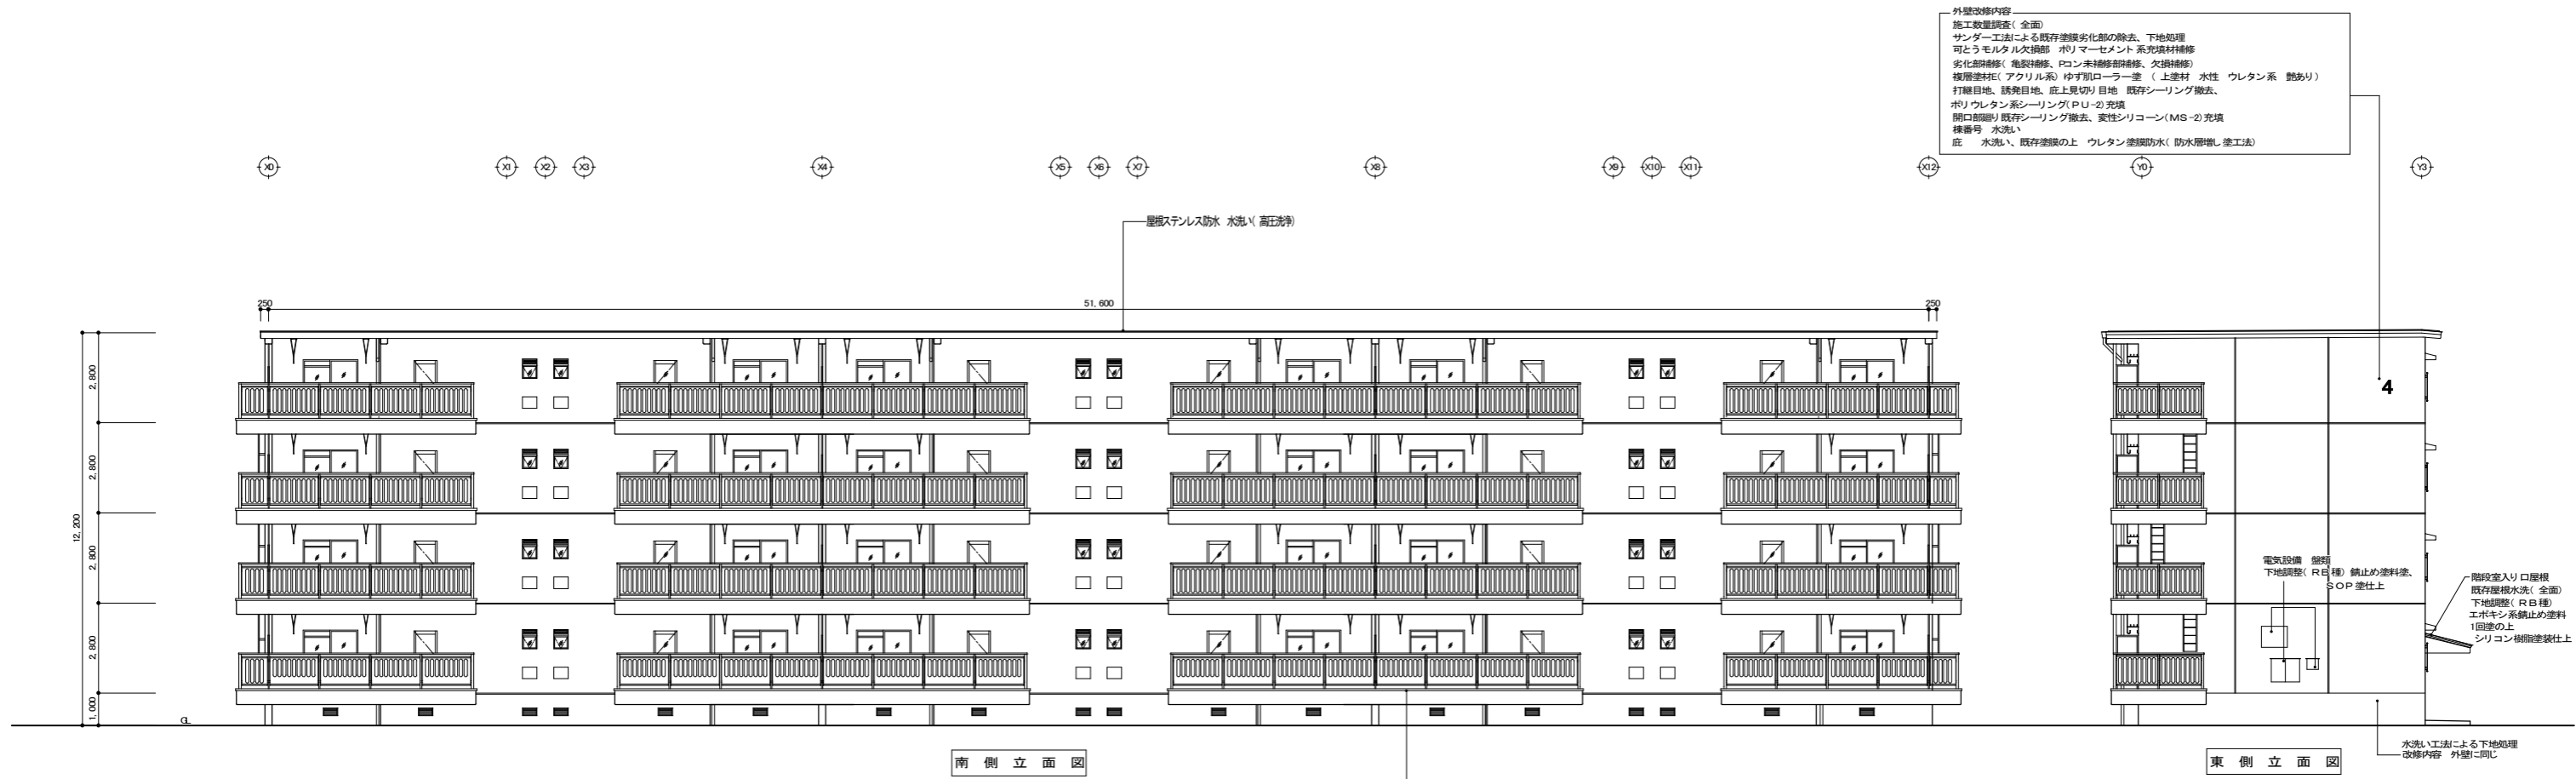 外壁改修内容
施工数量調査(全面)
サンダー工法による既存塗膜劣化部の除去、下地処理
可とうモルタル欠損部 ポリマーセメント系充填材補修
劣化部補修(亀裂補修、Pコン未補修部補修、欠損補修)
複層塗材E(アクリル系)ゆず肌ローラー塗 (上塗材 水性 ウレタン系 艶あり)
打継目地、誘発目地、庇上見切り目地 既存シーリング撤去、
ポリウレタン系シーリング(PU-2)充填
開口部廻り既存シーリング撤去、変性シリコーン(MS-2)充填
棟番号 水洗い
庇 水洗い、既存塗膜の上 ウレタン塗膜防水(防水層増し塗工法)
X0 X1 X2 X3 X4 X5 X6 X7 X8 X9 X10 X11 X12 Y0 Y3
屋根ステンレス防水 水洗い(高圧洗浄)
250 51,600 250
2,800
2,800
2,800
2,800
1,000
12,200
GL
4
電気設備 盤類
下地調整(RB種)錆止め塗料塗、
SOP塗仕上
階段室入り口屋根
既存屋根水洗(全面)
下地調整(RB種)
エポキシ系錆止め塗料
1回塗の上
シリコン樹脂塗装仕上
水洗い工法による下地処理
改修内容 外壁に同じ
南側立面図
東側立面図